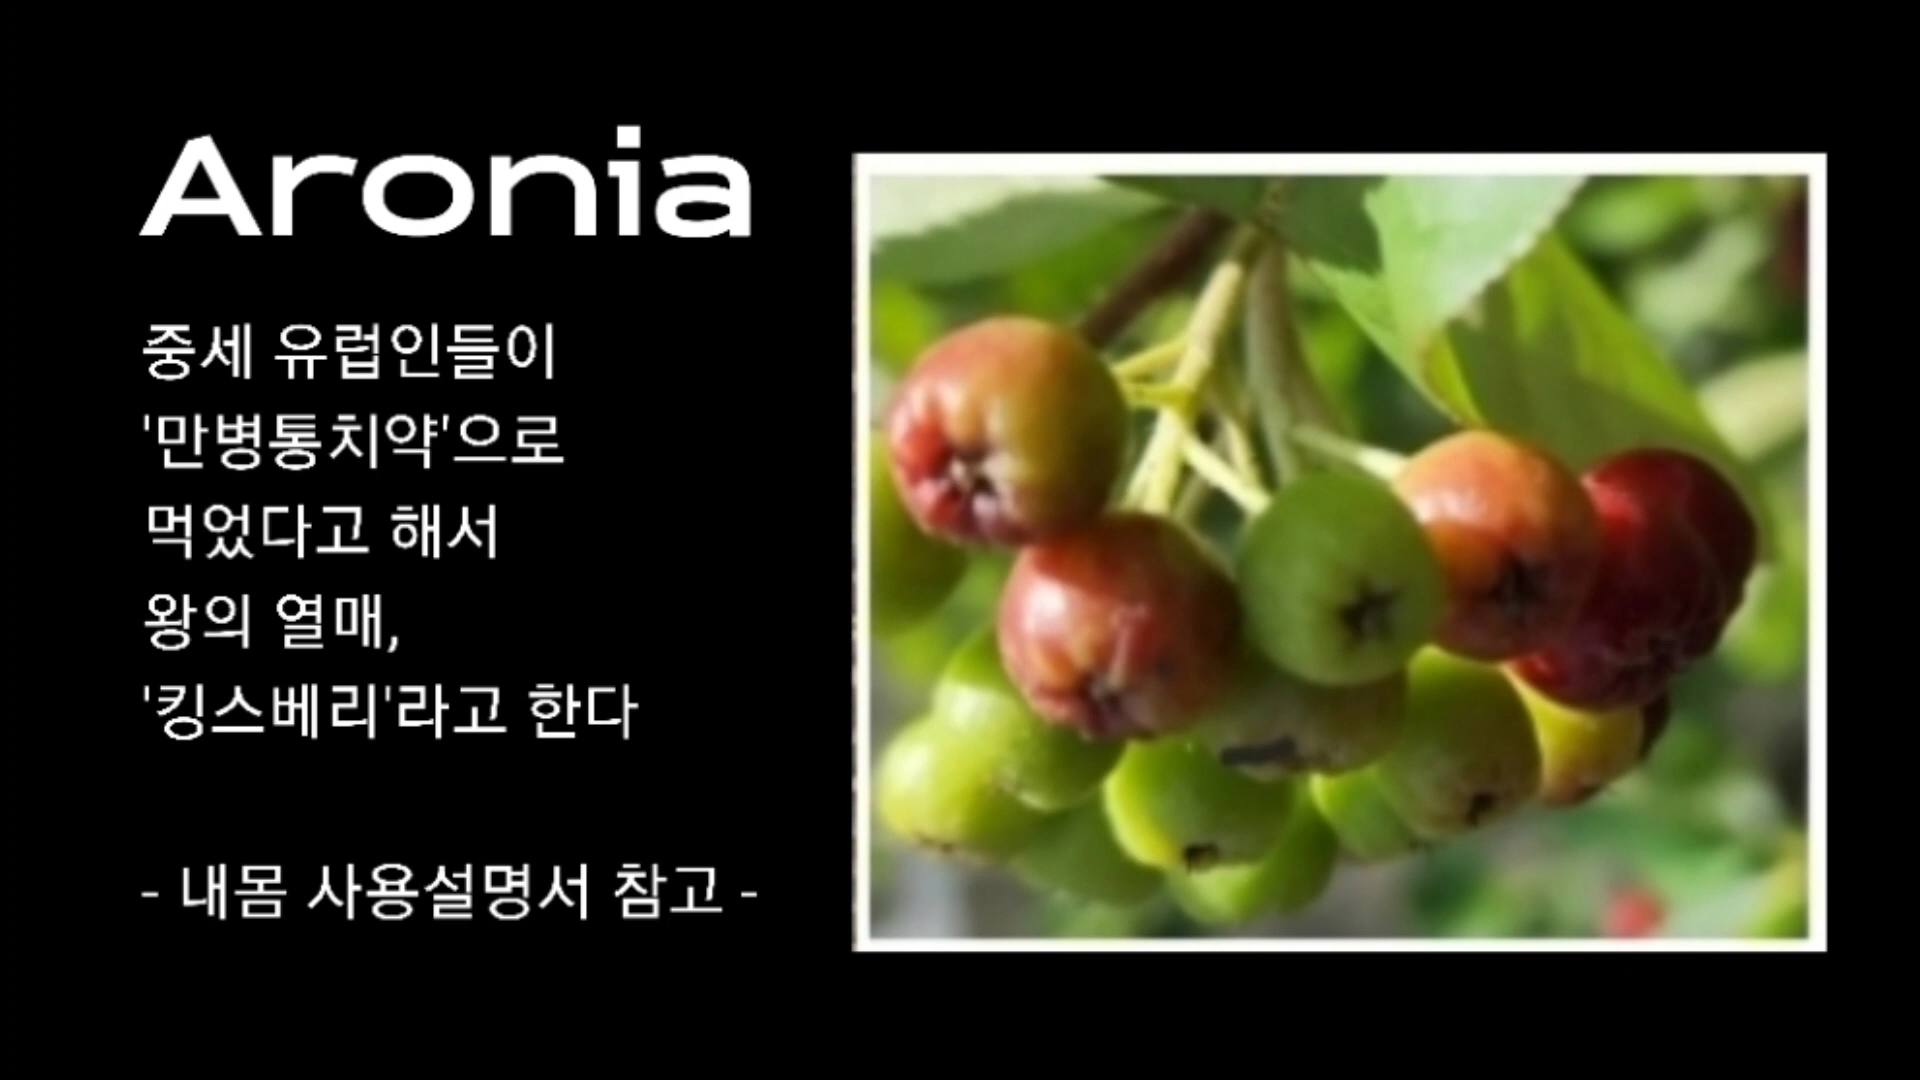 Aronia
중세 유럽인들이
'만병통치약'으로
먹었다고 해서
왕의 열매,
'킹스베리'라고 한다
- 내몸 사용설명서 참고 -